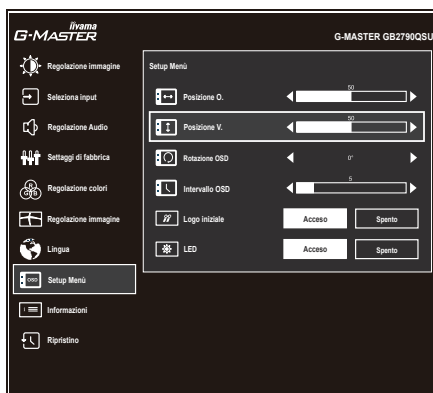 iiyama
G-MASTER
G-MASTER GB2790QSU
Regolazione immagine
Seleziona input
Regolazione Audio
Settaggi di fabbrica
Regolazione colori
Regolazione immagine
Lingua
Setup Menù
Informazioni
Ripristino
Setup Menù
Posizione O.
50
Posizione V.
50
Rotazione OSD
0°
Intervallo OSD
5
Logo iniziale
Acceso
Spento
LED
Acceso
Spento
R
G
B
OSD
i